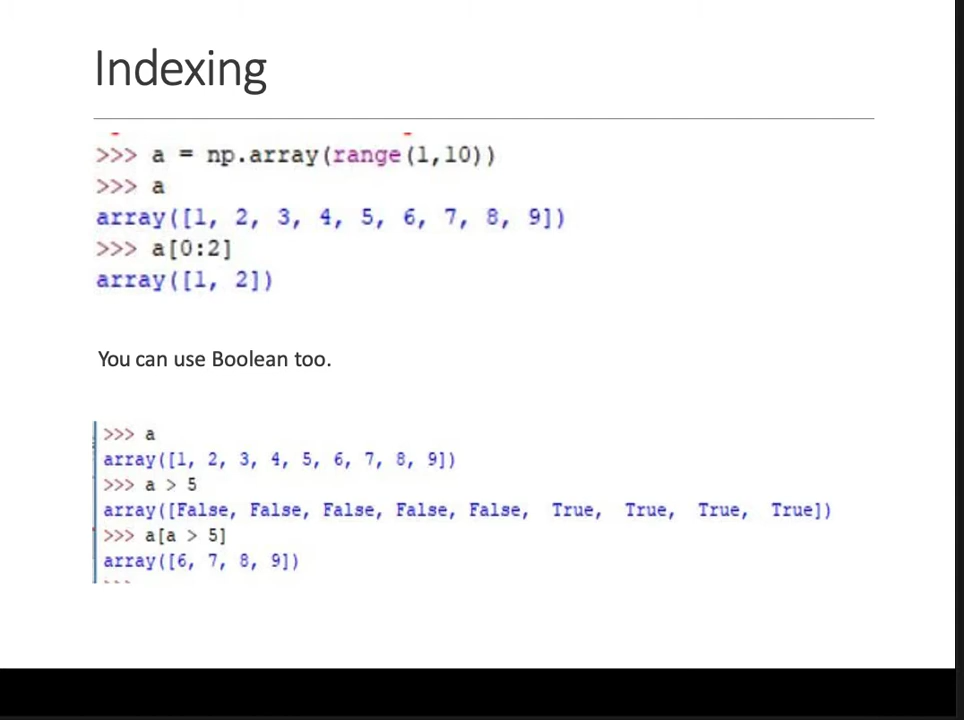 Indexing
>>> a = np.array(range(1,10))
>>> a
array([1, 2, 3, 4, 5, 6, 7, 8, 9])
>>> a[0:2]
array([1, 2])
You can use Boolean too.
>>> a
array([1, 2, 3, 4, 5, 6, 7, 8, 9])
>>> a > 5
array([False, False, False, False, False,  True,  True,  True,  True])
>>> a[a > 5]
array([6, 7, 8, 9])